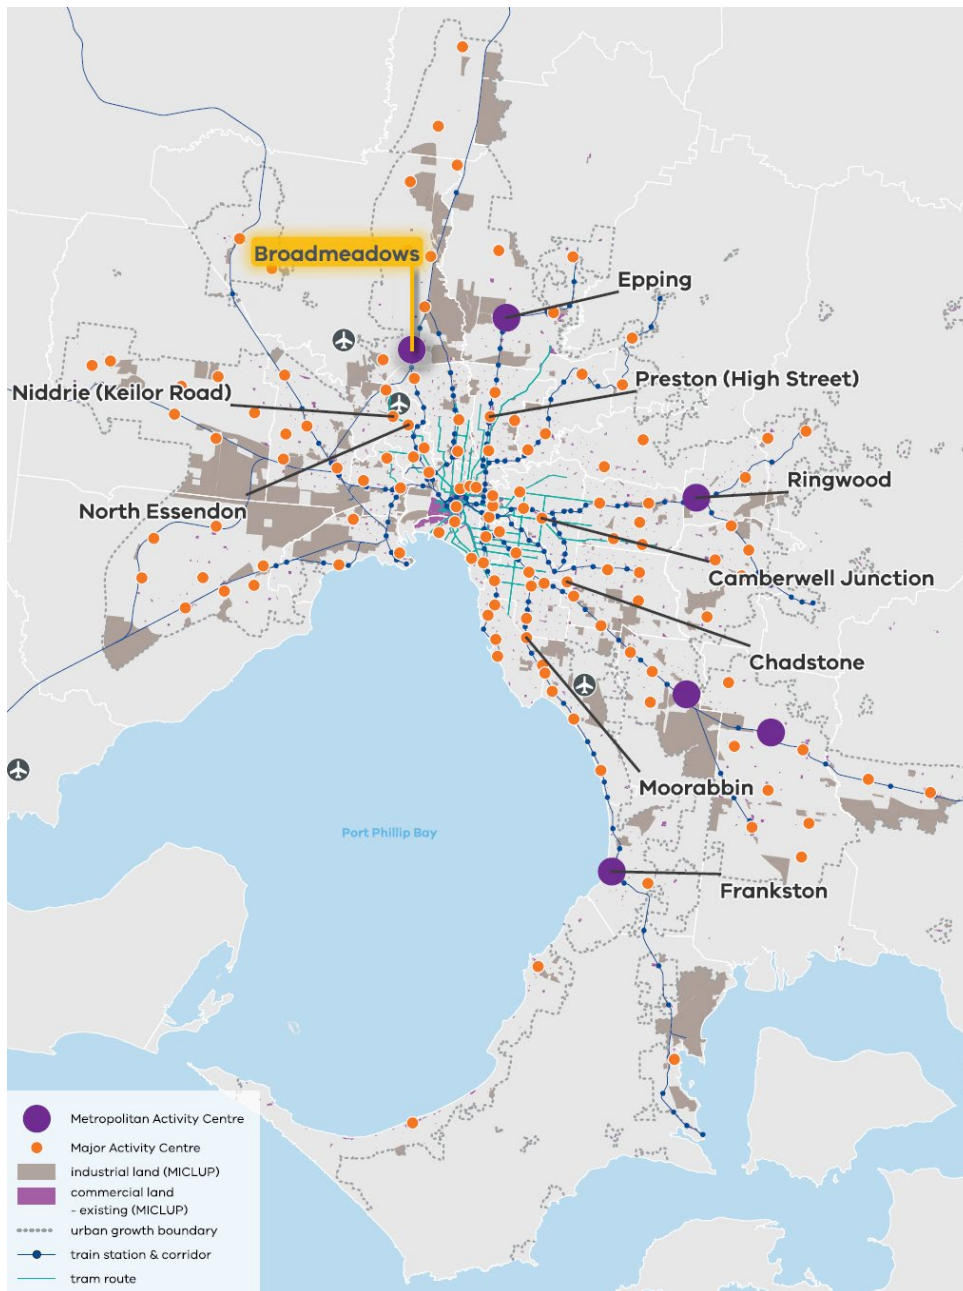 Broadmeadows
Epping
Niddrie (Keilor Road)
Preston (High Street)
North Essendon
Ringwood
Camberwell Junction
Chadstone
Moorabbin
Port Phillip Bay
Frankston
Metropolitan Activity Centre
Major Activity Centre
industrial land (MICLUP)
commercial land
- existing (MICLUP)
urban growth boundary
train station & corridor
tram route